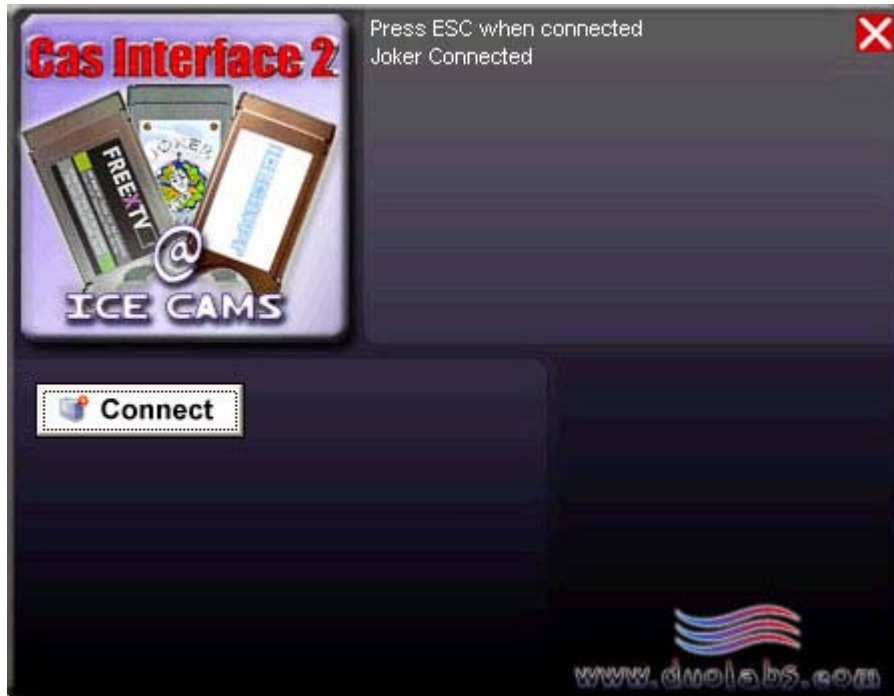 Cas Interface 2
Press ESC when connected
Joker Connected
FREEXTV
JOKER
@
ICE CAMS
Connect
www.duolabs.com